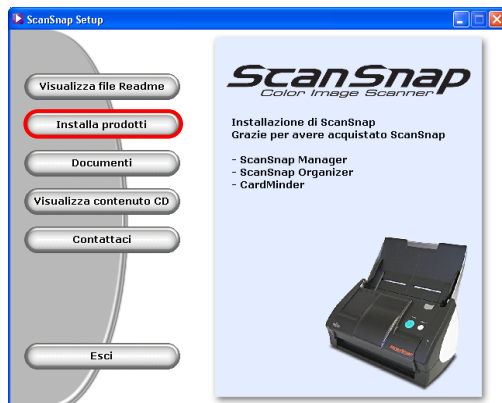 ScanSnap Setup
Visualizza file Readme
Installa prodotti
Documenti
Visualizza contenuto CD
Contattaci
Esci
ScanSnap
Color Image Scanner
Installazione di ScanSnap
Grazie per avere acquistato ScanSnap
- ScanSnap Manager
- ScanSnap Organizer
- CardMinder
ScanSnap